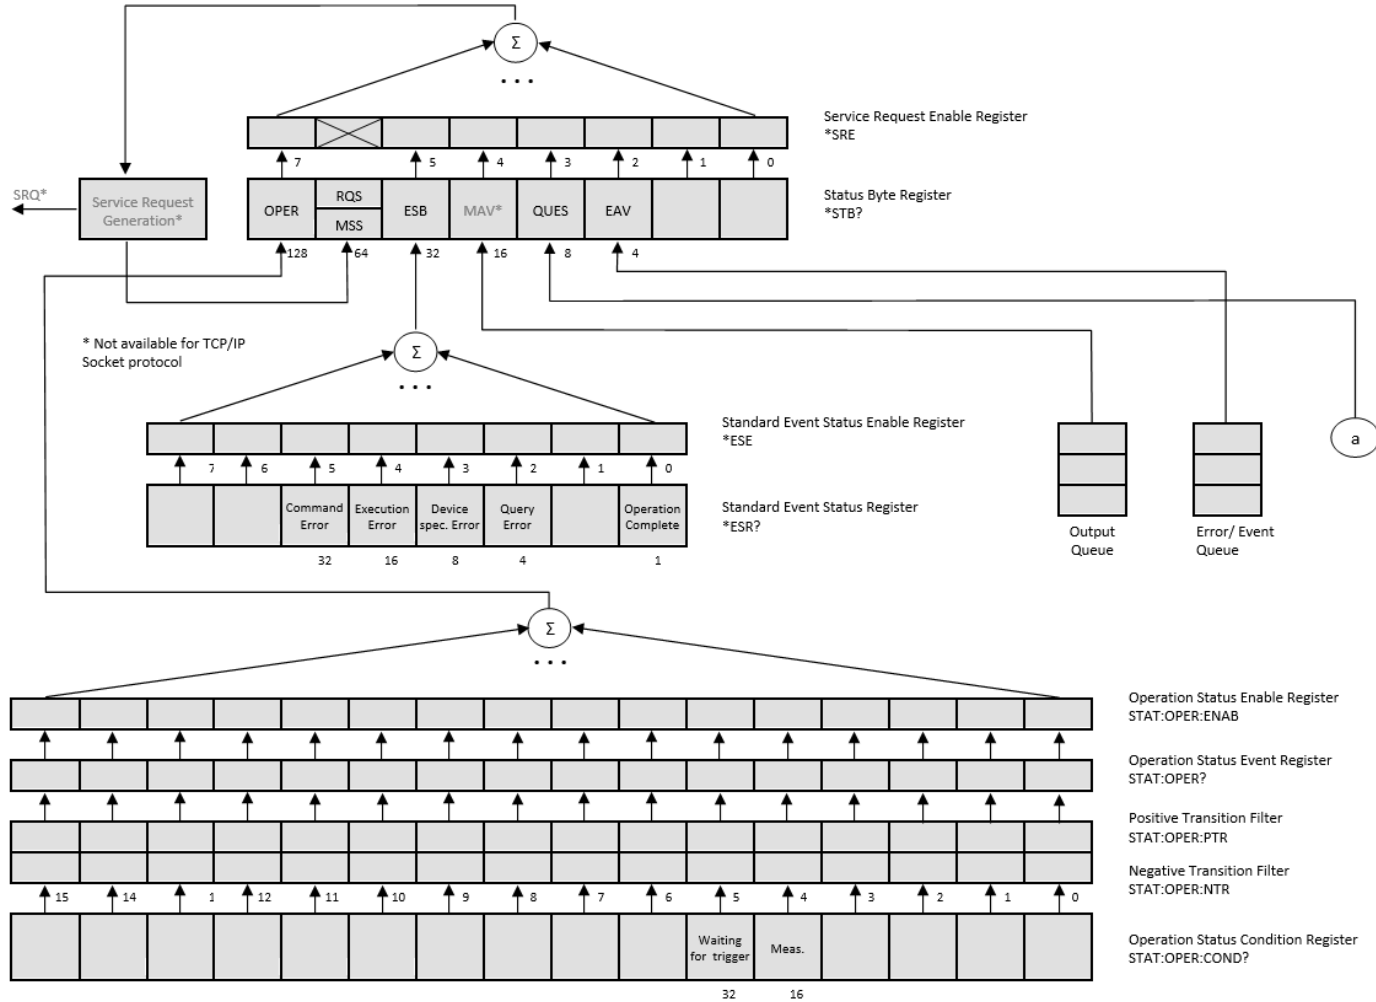 Σ
. . .
Service Request Enable Register
*SRE
7 5 4 3 2 1 0
SRQ*
Service Request
Generation*
OPER
RQS
MSS
ESB
MAV*
QUES
EAV
Status Byte Register
*STB?
128 64 32 16 8 4
* Not available for TCP/IP
Socket protocol
Σ
. . .
Standard Event Status Enable Register
*ESE
a
7 6 5 4 3 2 1 0
Command
Error
Execution
Error
Device
spec. Error
Query
Error
Operation
Complete
Standard Event Status Register
*ESR?
32 16 8 4 1
Output
Queue
Error/ Event
Queue
Σ
. . .
Operation Status Enable Register
STAT:OPER:ENAB
Operation Status Event Register
STAT:OPER?
Positive Transition Filter
STAT:OPER:PTR
Negative Transition Filter
STAT:OPER:NTR
15 14 1 12 11 10 9 8 7 6 5 4 3 2 1 0
Waiting
for trigger
Meas.
Operation Status Condition Register
STAT:OPER:COND?
32 16